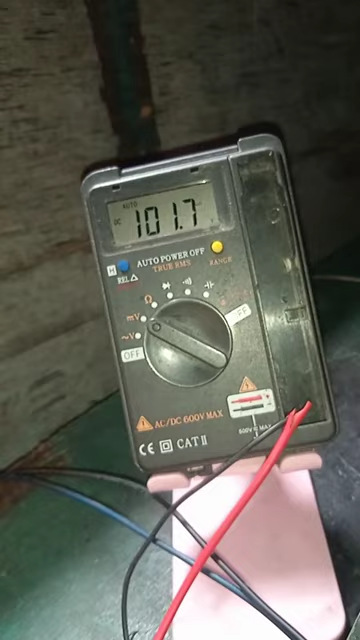 AUTO
DC
101.7
H
AUTO POWER OFF
TRUE RMS
REL △
RANGE
Ω
mV
~V
OFF
OFF
AC/DC 600V MAX
CE CAT II